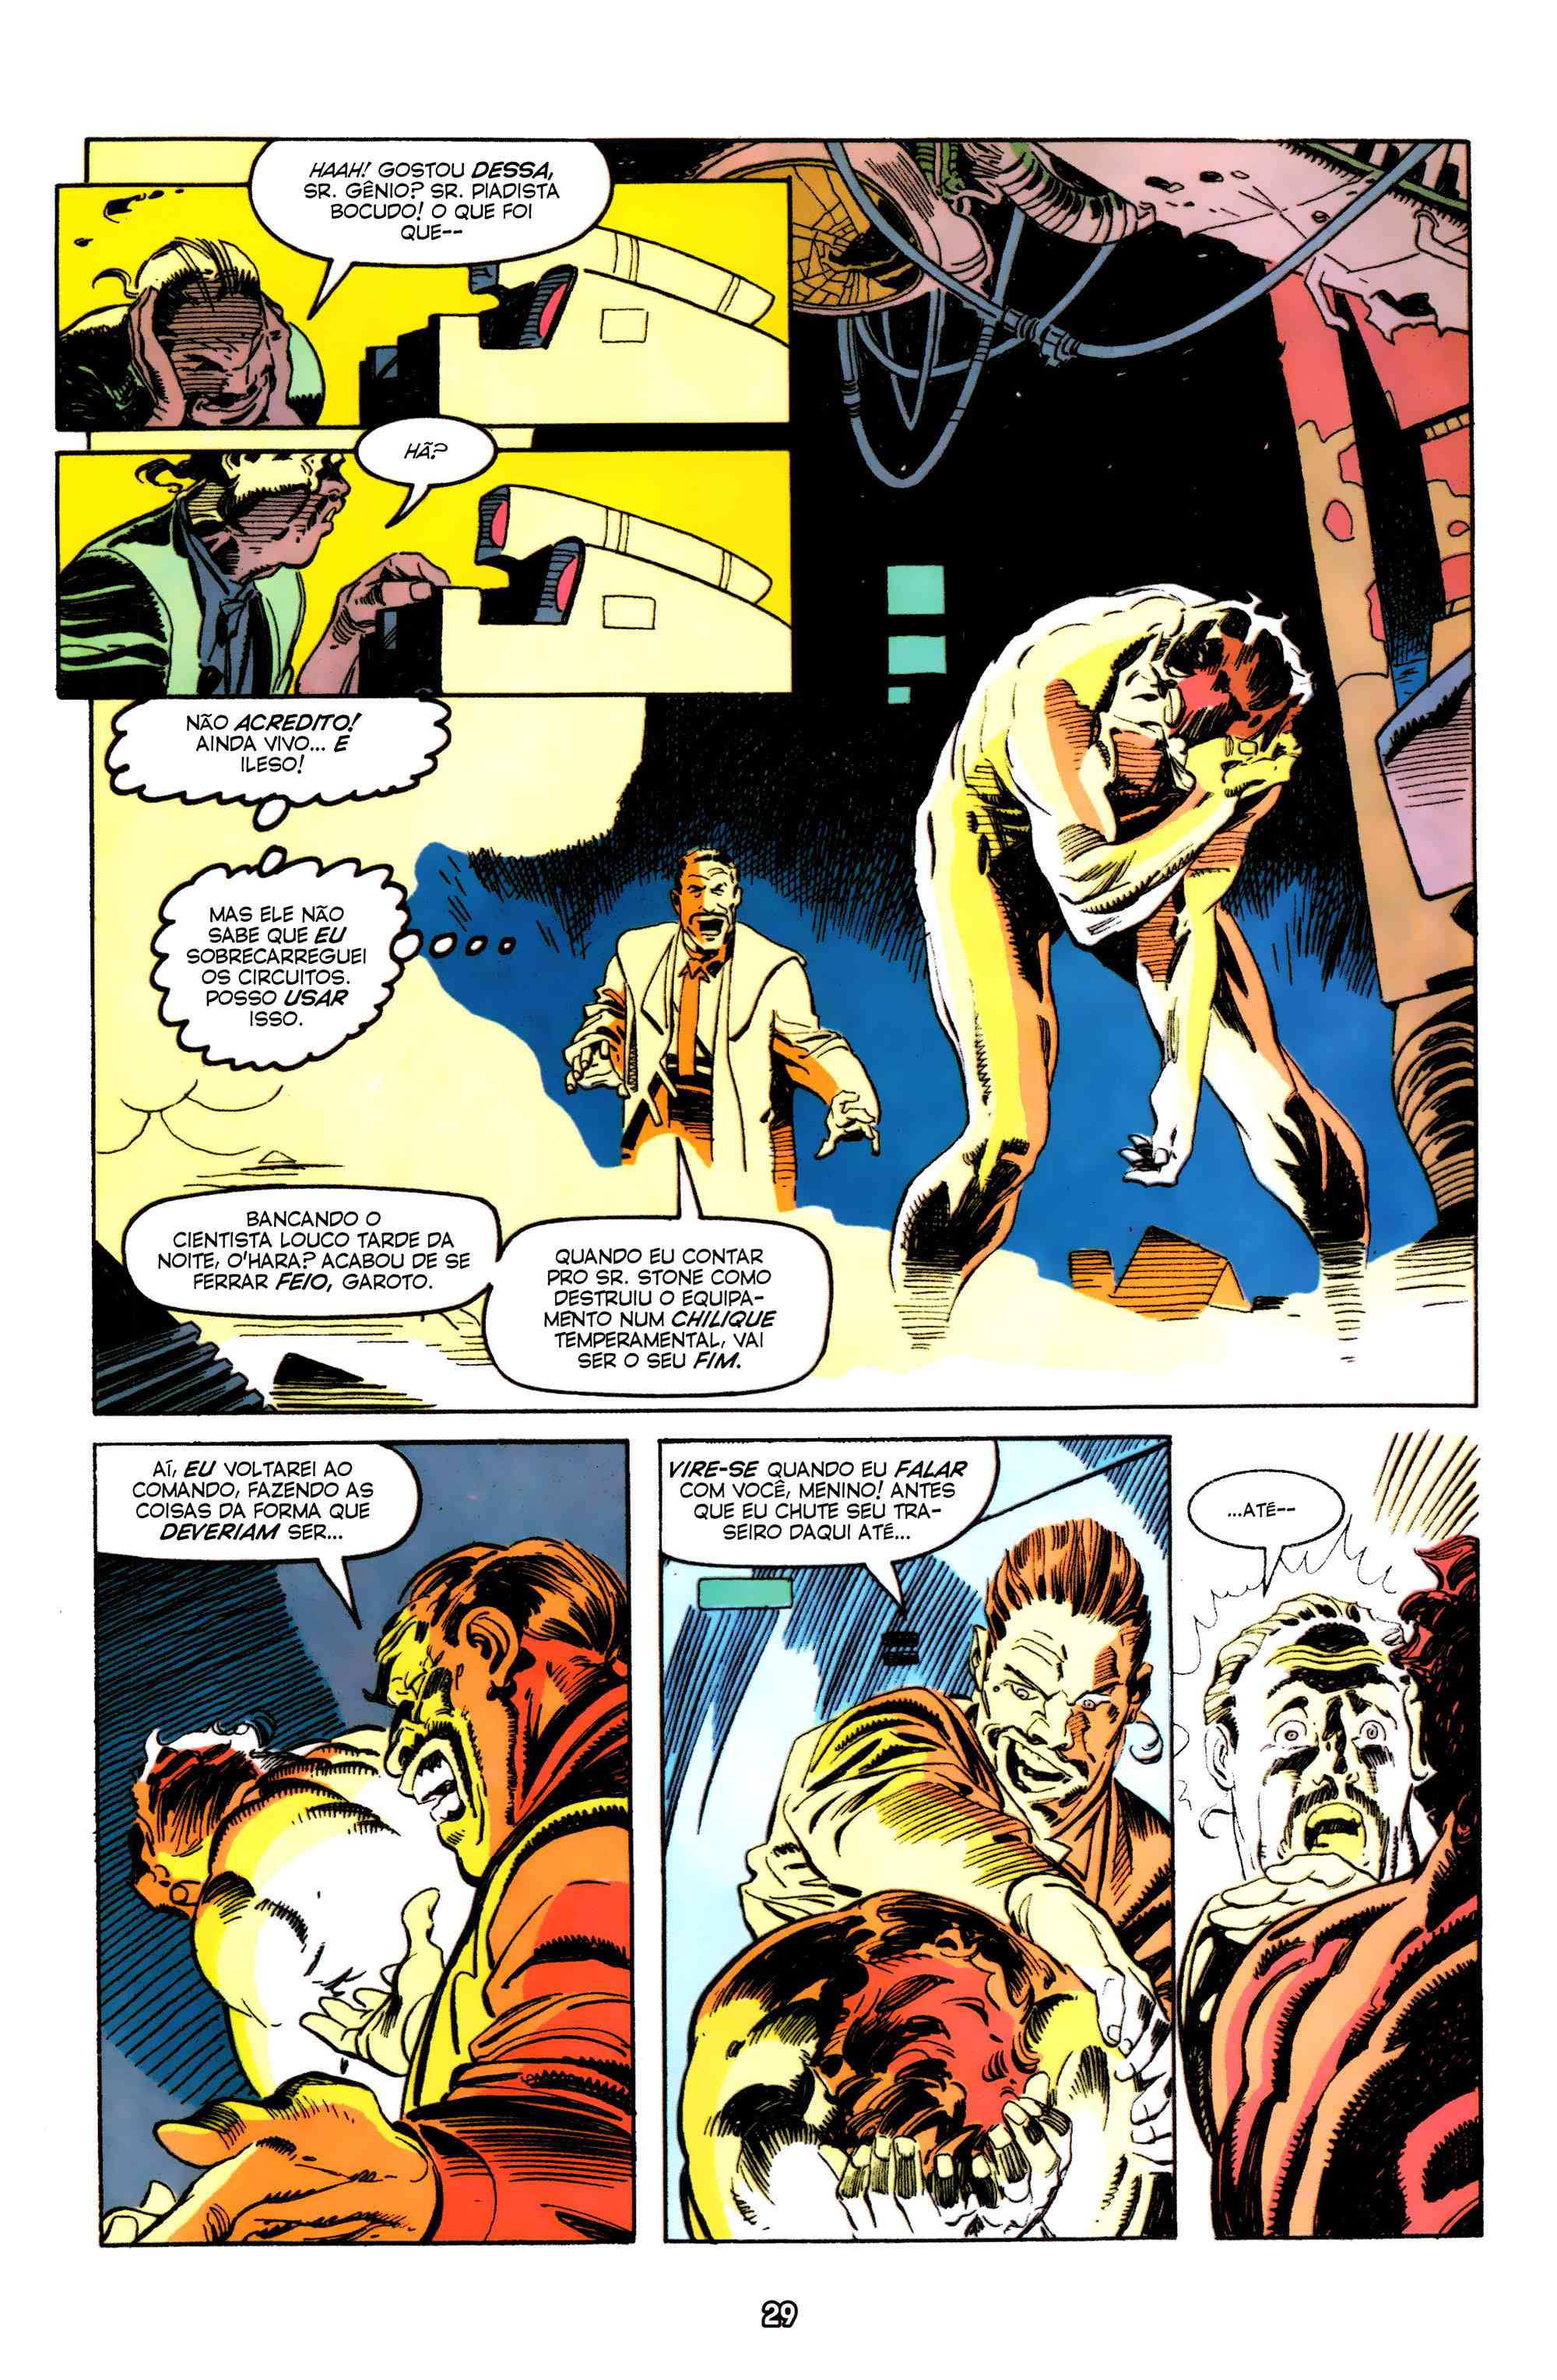 HAAH! GOSTOU DESSA,
SR. GÊNIO? SR. PIADISTA
BOCUDO! O QUE FOI
QUE--
HÃ?
NÃO ACREDITO!
AINDA VIVO... E
ILESO!
MAS ELE NÃO
SABE QUE EU
SOBRECARREGUEI
OS CIRCUITOS.
POSSO USAR
ISSO.
BANCANDO O
CIENTISTA LOUCO TARDE DA
NOITE, O'HARA? ACABOU DE SE
FERRAR FEIO, GAROTO.
QUANDO EU CONTAR
PRO SR. STONE COMO
DESTRUIU O EQUIPA-
MENTO NUM CHILIQUE
TEMPERAMENTAL, VAI
SER O SEU FIM.
AÍ, EU VOLTAREI AO
COMANDO, FAZENDO AS
COISAS DA FORMA QUE
DEVERIAM SER...
VIRE-SE QUANDO EU FALAR
COM VOCÊ, MENINO! ANTES
QUE EU CHUTE SEU TRA-
SEIRO DAQUI ATÉ...
...ATÉ--
29